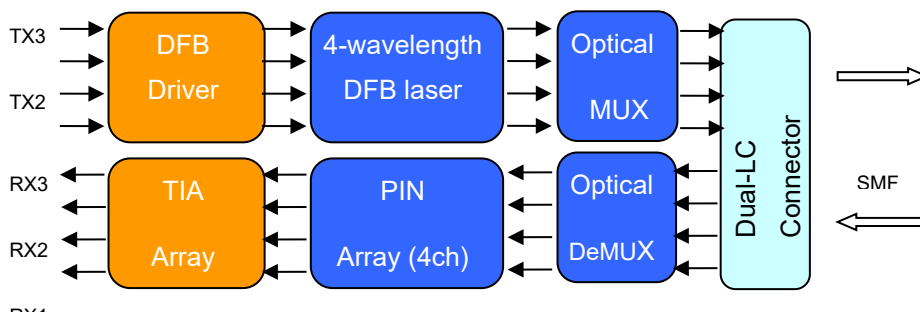 TX3
TX2
DFB
Driver
4-wavelength
DFB laser
Optical
MUX
Dual-LC
Connector
RX3
RX2
TIA
Array
PIN
Array (4ch)
Optical
DeMUX
SMF
RX1